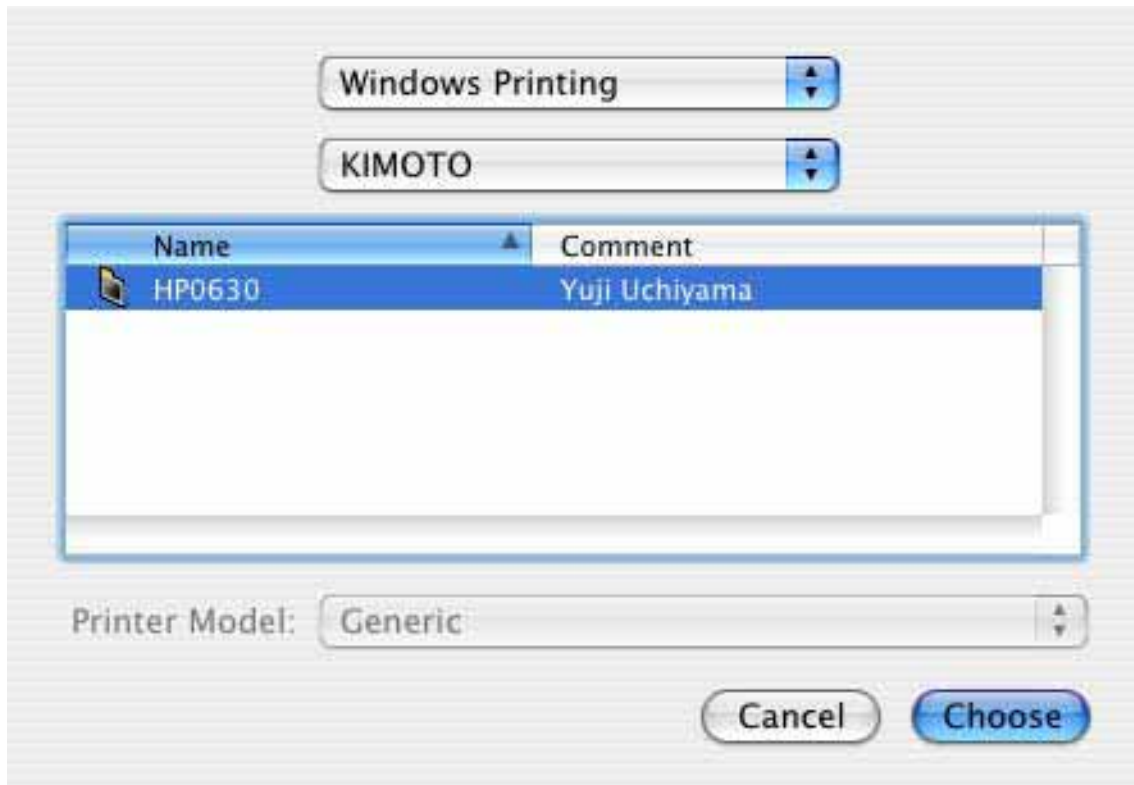 Windows Printing
KIMOTO
Name Comment
HP0630 Yuji Uchiyama
Printer Model: Generic
Cancel Choose